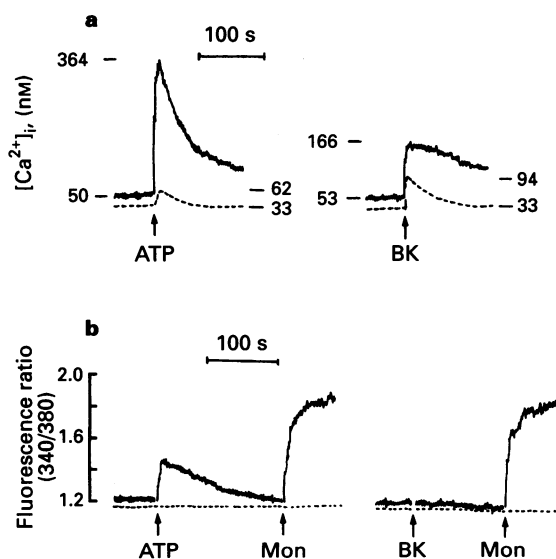 a
100 s
[Ca²⁺]ᵢ, (nM)
364
50
62
33
ATP
166
53
94
33
BK
b
100 s
Fluorescence ratio
(340/380)
2.0
1.6
1.2
ATP
Mon
BK
Mon